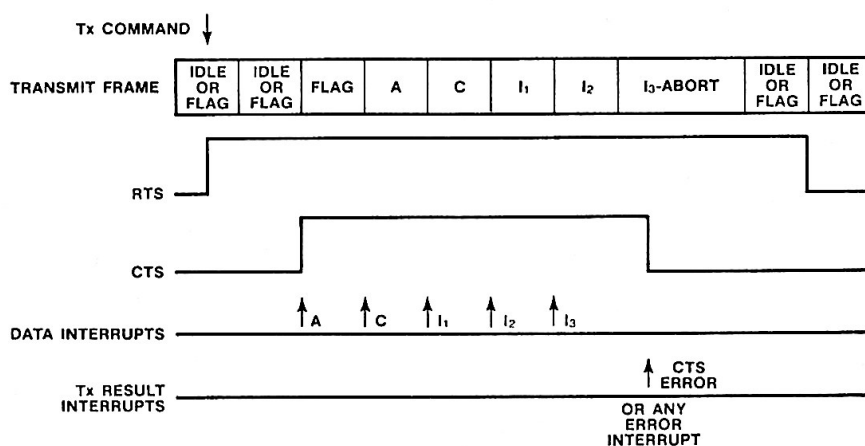 Tx COMMAND
TRANSMIT FRAME
IDLE OR FLAG
IDLE OR FLAG
FLAG
A
C
I₁
I₂
I₃-ABORT
IDLE OR FLAG
IDLE OR FLAG
RTS
CTS
DATA INTERRUPTS
A
C
I₁
I₂
I₃
Tx RESULT
INTERRUPTS
CTS
ERROR
OR ANY
ERROR
INTERRUPT